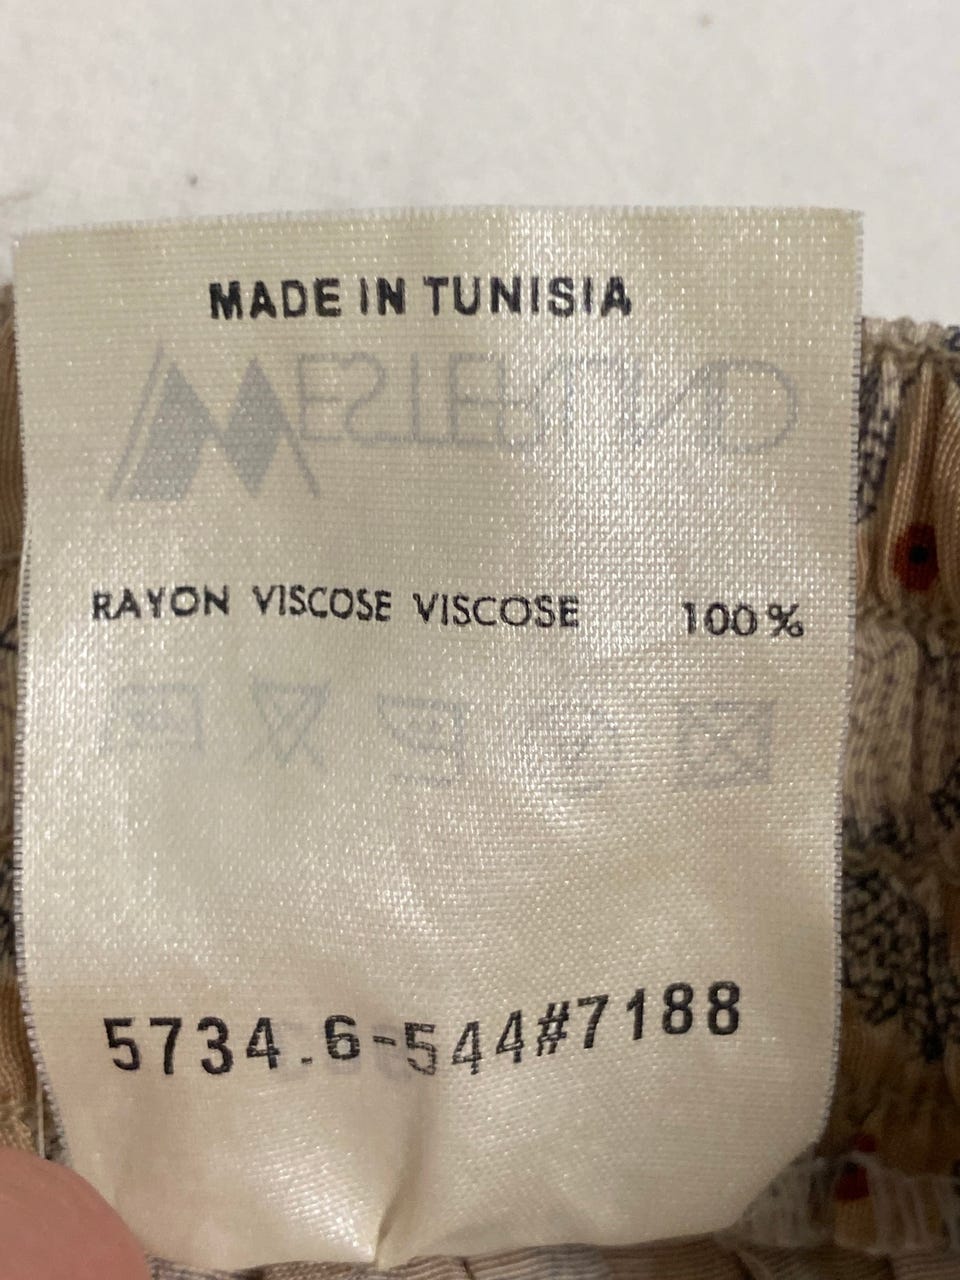 MADE IN TUNISIA
RAYON VISCOSE VISCOSE 100%
5734.6-544#7188